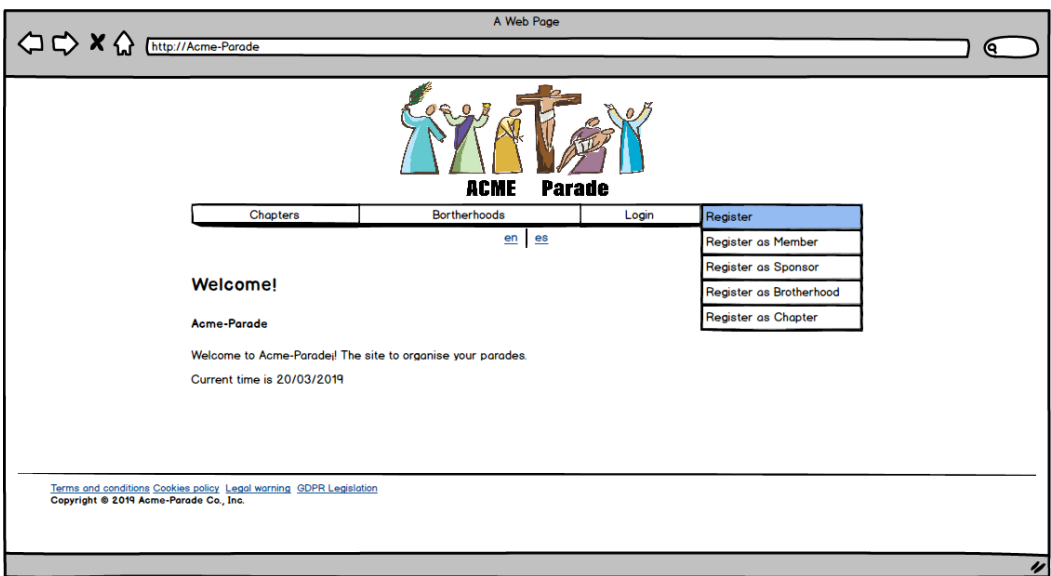 A Web Page
http://Acme-Parade
ACME Parade
Chapters Bortherhoods Login Register
en es
Register as Member
Register as Sponsor
Register as Brotherhood
Register as Chapter
Welcome!
Acme-Parade
Welcome to Acme-Parade¡! The site to organise your parades.
Current time is 20/03/2019
Terms and conditions Cookies policy Legal warning GDPR Legislation
Copyright © 2019 Acme-Parade Co., Inc.